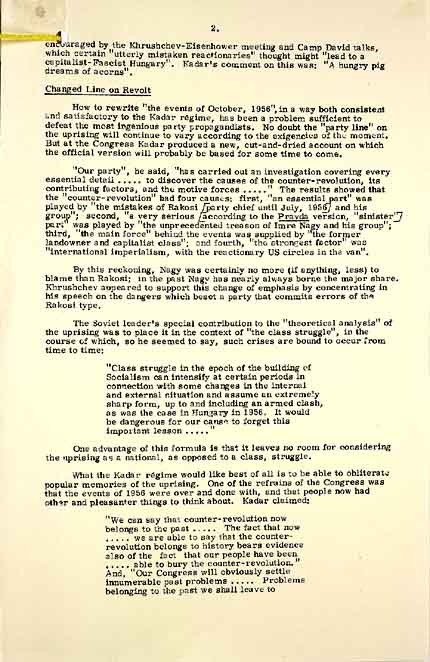 2.
encouraged by the Khrushchev-Eisenhower meeting and Camp David talks,
which certain "utterly mistaken reactionaries" thought might "lead to a
capitalist-Fascist Hungary". Kadar's comment on this was: "A hungry pig
dreams of acorns".
Changed Line on Revolt
How to rewrite "the events of October, 1956", in a way both consistent
and satisfactory to the Kadar régime, has been a problem sufficient to
defeat the most ingenious party propagandists. No doubt the "party line" on
the uprising will continue to vary according to the exigencies of the moment.
But at the Congress Kadar produced a new, cut-and-dried account on which
the official version will probably be based for some time to come.
"Our party", he said, "has carried out an investigation covering every
essential detail ..... to discover the causes of the counter-revolution, its
contributing factors, and the motive forces ....." The results showed that
the "counter-revolution" had four causes: first, "an essential part" was
played by "the mistakes of Rakosi [party chief until July, 1956] and his
group"; second, "a very serious [according to the Pravda version, "sinister"]
part" was played by "the unprecedented treason of Imre Nagy and his group";
third, "the main force" behind the events was supplied by "the former
landowner and capitalist class"; and fourth, "the strongest factor" was
"international imperialism, with the reactionary US circles in the van".
By this reckoning, Nagy was certainly no more (if anything, less) to
blame than Rakosi; in the past Nagy has nearly always borne the major share.
Khrushchev appeared to support this change of emphasis by concentrating in
his speech on the dangers which beset a party that commits errors of the
Rakosi type.
The Soviet leader's special contribution to the "theoretical analysis" of
the uprising was to place it in the context of "the class struggle", in the
course of which, so he seemed to say, such crises are bound to occur from
time to time:
"Class struggle in the epoch of the building of
Socialism can intensify at certain periods in
connection with some changes in the internal
and external situation and assume an extremely
sharp form, up to and including an armed clash,
as was the case in Hungary in 1956. It would
be dangerous for our cause to forget this
important lesson ....."
One advantage of this formula is that it leaves no room for considering
the uprising as a national, as opposed to a class, struggle.
What the Kadar régime would like best of all is to be able to obliterate
popular memories of the uprising. One of the refrains of the Congress was
that the events of 1956 were over and done with, and that people now had
other and pleasanter things to think about. Kadar claimed:
"We can say that counter-revolution now
belongs to the past ..... The fact that now
..... we are able to say that the counter-
revolution belongs to history bears evidence
also of the fact that our people have been
..... able to bury the counter-revolution."
And, "Our Congress will obviously settle
innumerable past problems ..... Problems
belonging to the past we shall leave to